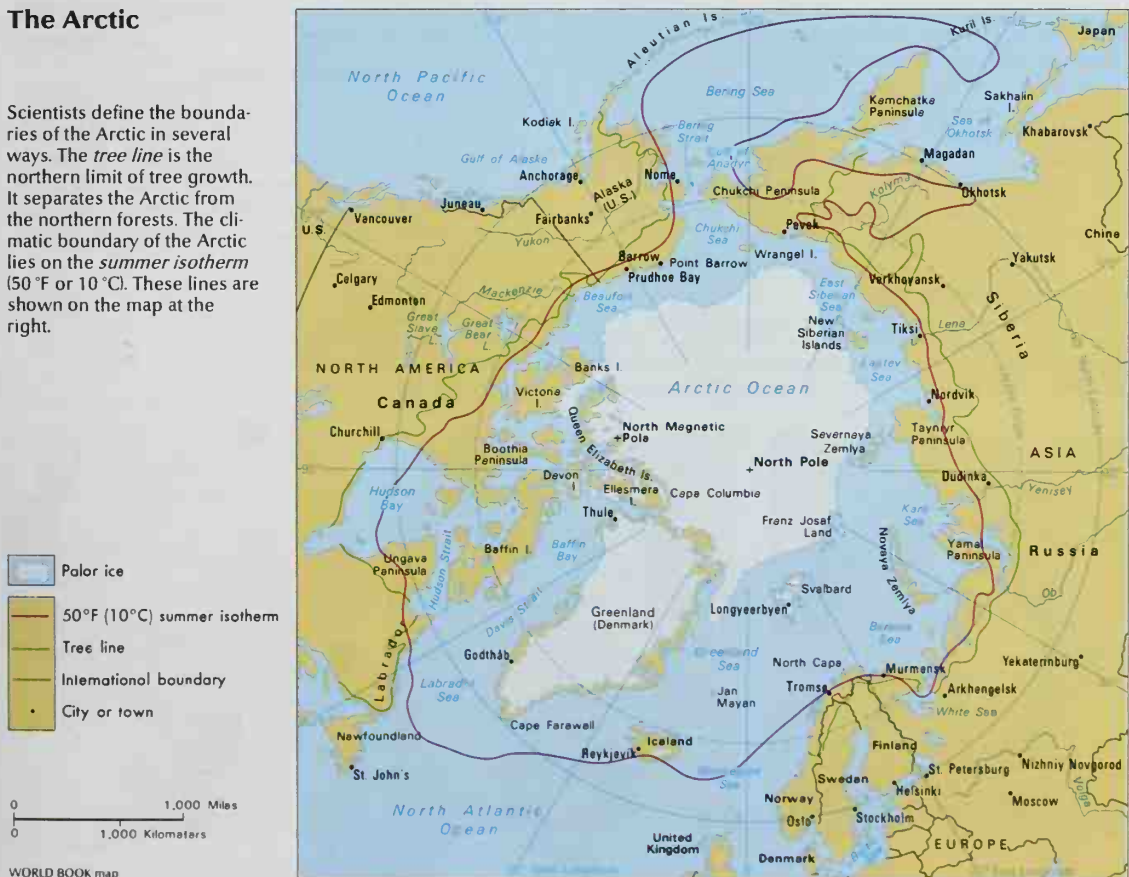 The Arctic
Scientists define the bounda-
ries of the Arctic in several
ways. The tree line is the
northern limit of tree growth.
It separates the Arctic from
the northern forests. The cli-
matic boundary of the Arctic
lies on the summer isotherm
(50 °F or 10 °C). These lines are
shown on the map at the
right.
Polar ice
50°F (10°C) summer isotherm
Tree line
International boundary
City or town
0 1,000 Miles
0 1,000 Kilometers
WORLD BOOK map
Aleutian Is.
Kuril Is.
Japan
North Pacific
Ocean
Bering Sea
Kamchatka
Peninsula
Sakhalin
I.
Kodiak I.
Bering
Strait
Sea of
Okhotsk
Khabarovsk
Gulf of Alaska
Gulf of
Anadyr
Magadan
Anchorage
Nome
Chukchi Peninsula
Kolyma
Okhotsk
Alaska
(U.S.)
Juneau
Vancouver
Fairbanks
U.S.
Yukon
Chukchi
Sea
Pevek
China
Barrow
Point Barrow
Wrangel I.
Prudhoe Bay
Yakutsk
Calgary
Edmonton
Mackenzie
Beaufort
Sea
East
Siberian
Sea
Verkhoyansk
Siberia
Great
Slave
L.
Great
Bear
L.
New
Siberian
Islands
Tiksi
Lena
NORTH AMERICA
Banks I.
Laptev
Sea
Canada
Victoria
I.
Arctic Ocean
Nordvik
Churchill
Queen Elizabeth Is.
North Magnetic
+Pola
Severnaya
Zemlya
Taymyr
Peninsula
ASIA
Boothia
Peninsula
Devon
I.
North Pole
Dudinka
Yenisey
Hudson
Bay
Ellesmera
I.
Cape Columbia
Thule
Franz Josaf
Land
Kara
Sea
Baffin I.
Baffin
Bay
Novaya Zemlya
Yamal
Peninsula
Russia
Ungava
Peninsula
Hudson Strait
Davis Strait
Greenland
(Denmark)
Svalbard
Longyeerbyen
Ob
Barents
Sea
Labrador
Godthåb
Greenland
Sea
North Cape
Murmansk
Yekaterinburg
Labrador
Sea
Jan
Mayan
Tromsø
Arkhengelsk
White Sea
Cape Farawall
Newfoundland
Reykjevik
Iceland
Finland
St. John's
Norwegian
Sea
Sweden
St. Petersburg
Nizhniy Novgorod
Helsinki
Moscow
Volga
North Atlantic
Ocean
Norway
Oslo
Stockholm
United
Kingdom
Denmark
EUROPE